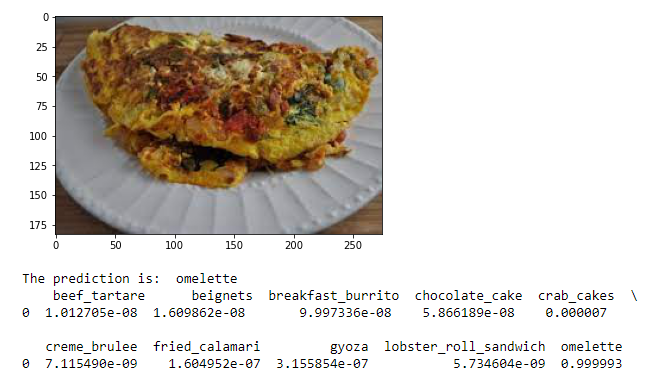 0
25
50
75
100
125
150
175
0 50 100 150 200 250
The prediction is:  omelette
beef_tartare beignets breakfast_burrito chocolate_cake crab_cakes \
0 1.012705e-08 1.609862e-08 9.997336e-08 5.866189e-08 0.000007
creme_brulee fried_calamari gyoza lobster_roll_sandwich omelette
0 7.115490e-09 1.604952e-07 3.155854e-07 5.734604e-09 0.999993